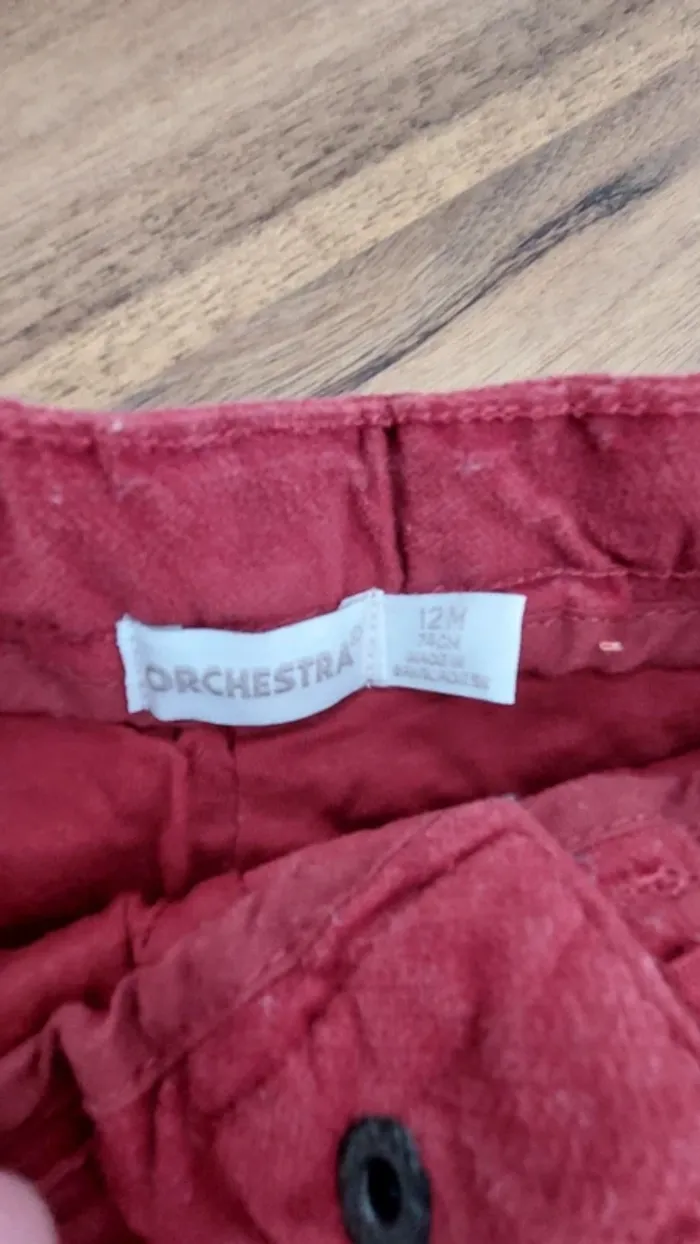 ORCHESTRA®
12M
74CM
MADE IN
BANGLADESH